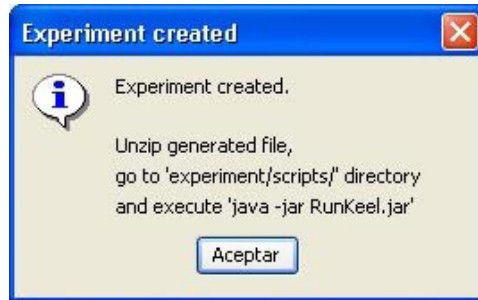 Experiment created
Experiment created.
Unzip generated file,
go to 'experiment/scripts/" directory
and execute 'java -jar RunKeel.jar'
Aceptar